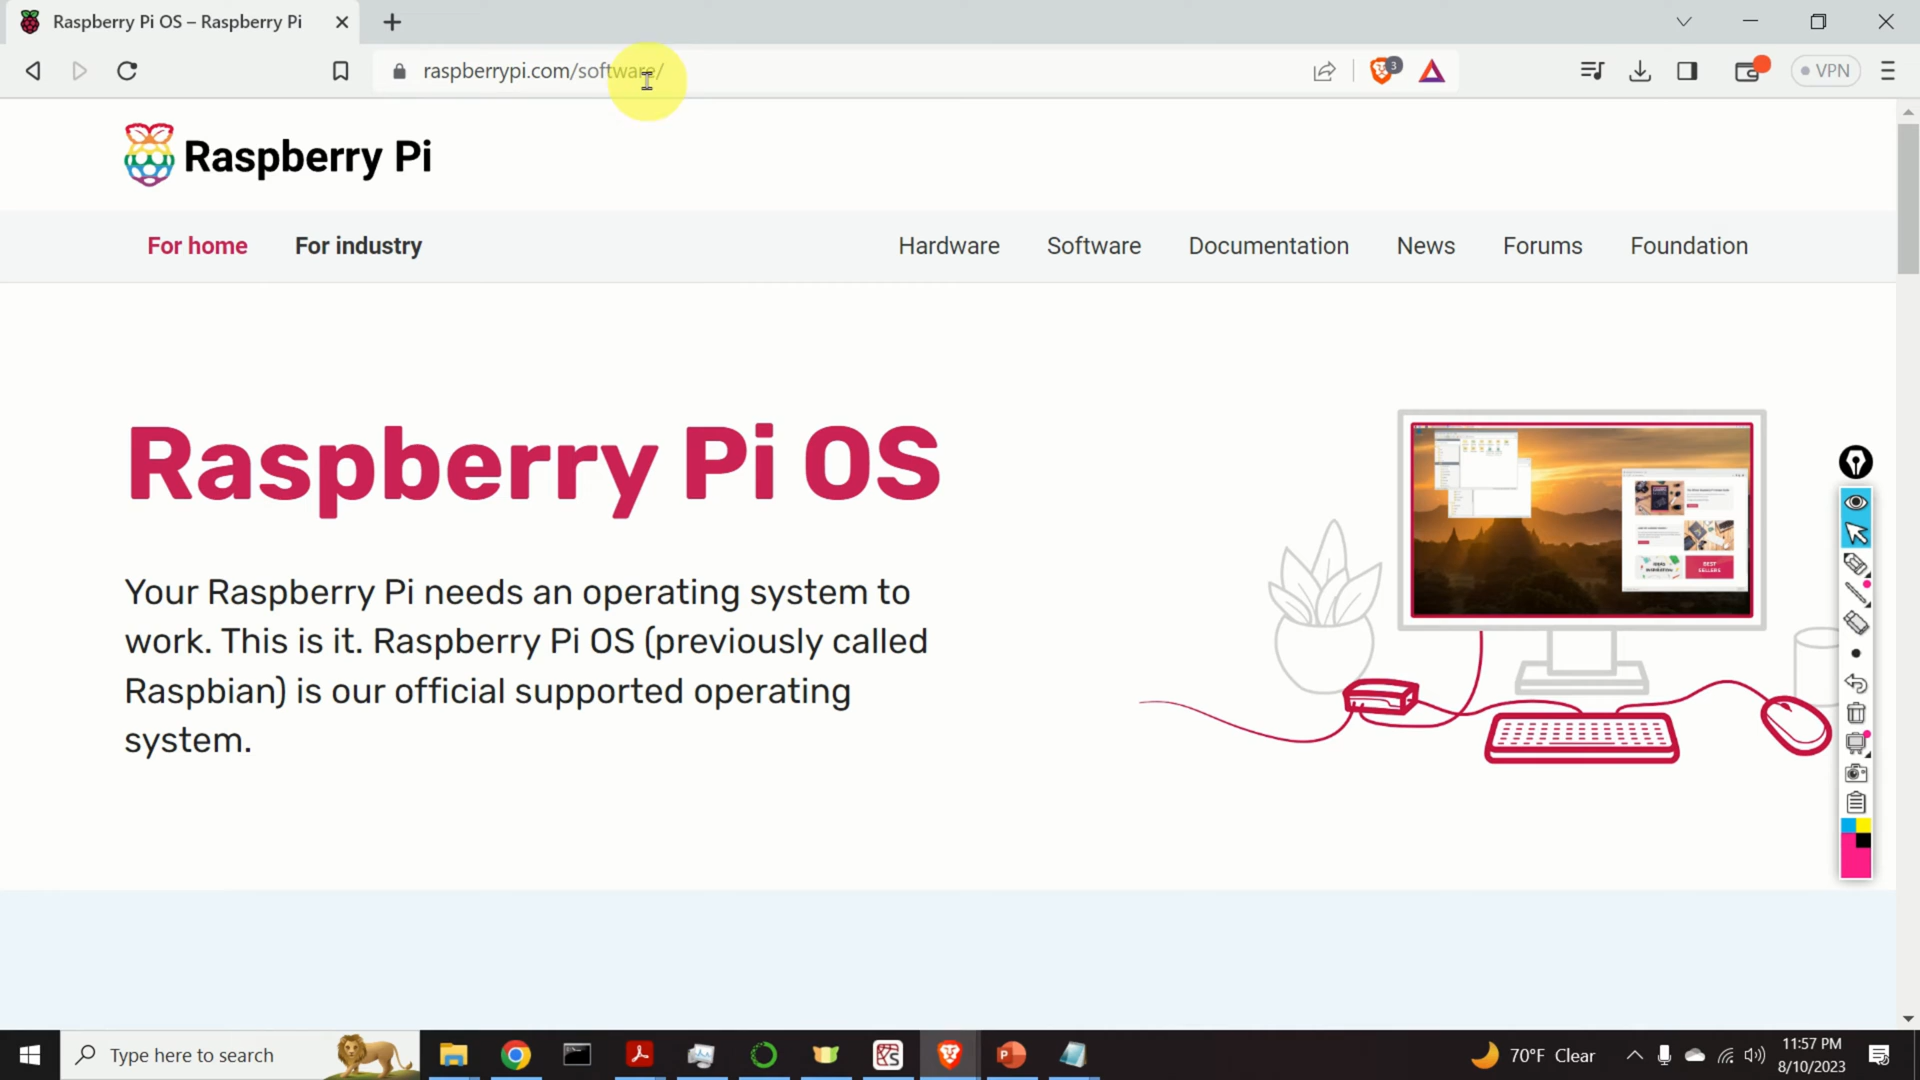 Raspberry Pi OS – Raspberry Pi
raspberrypi.com/software/
3
VPN
Raspberry Pi
For home
For industry
Hardware
Software
Documentation
News
Forums
Foundation
Raspberry Pi OS
Your Raspberry Pi needs an operating system to
work. This is it. Raspberry Pi OS (previously called
Raspbian) is our official supported operating
system.
BEST
SELLERS
Type here to search
70°F Clear
11:57 PM
8/10/2023